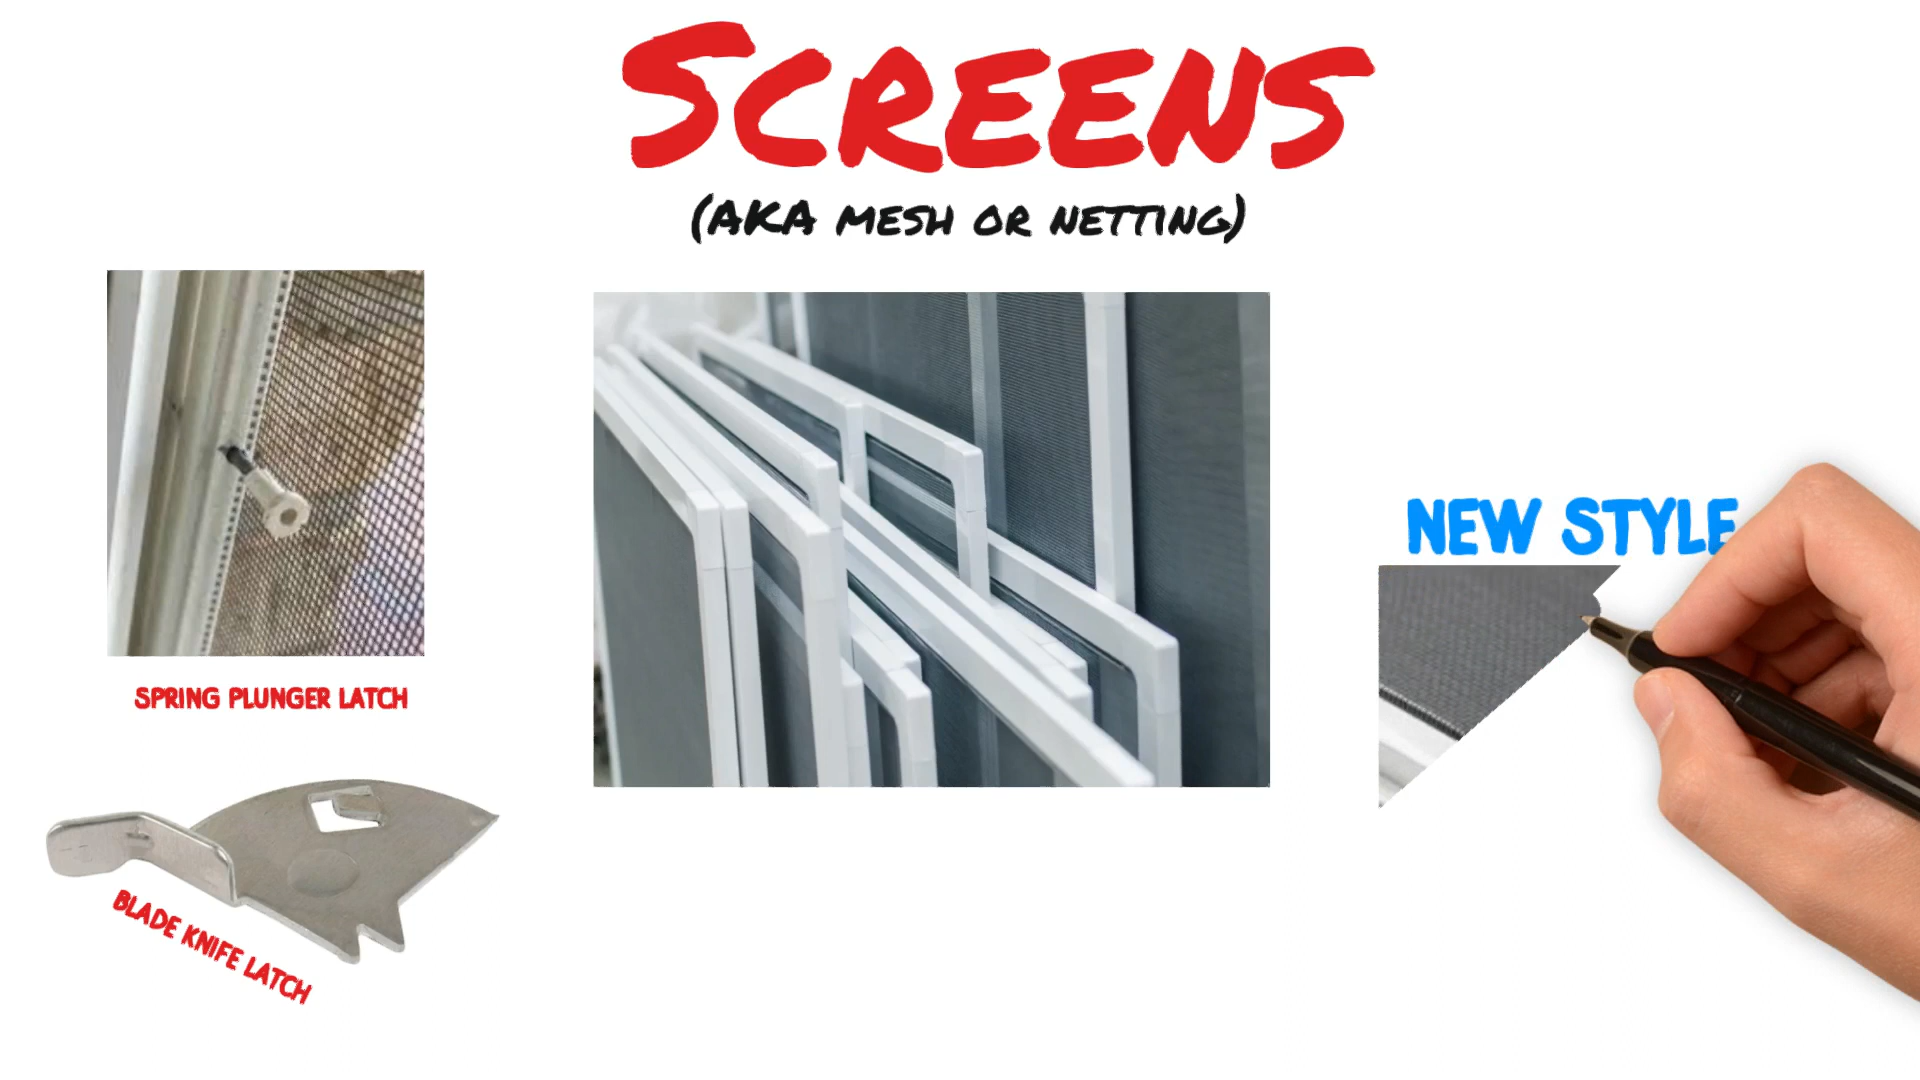 SCREENS
(AKA MESH OR NETTING)
NEW STYLE
SPRING PLUNGER LATCH
BLADE KNIFE LATCH